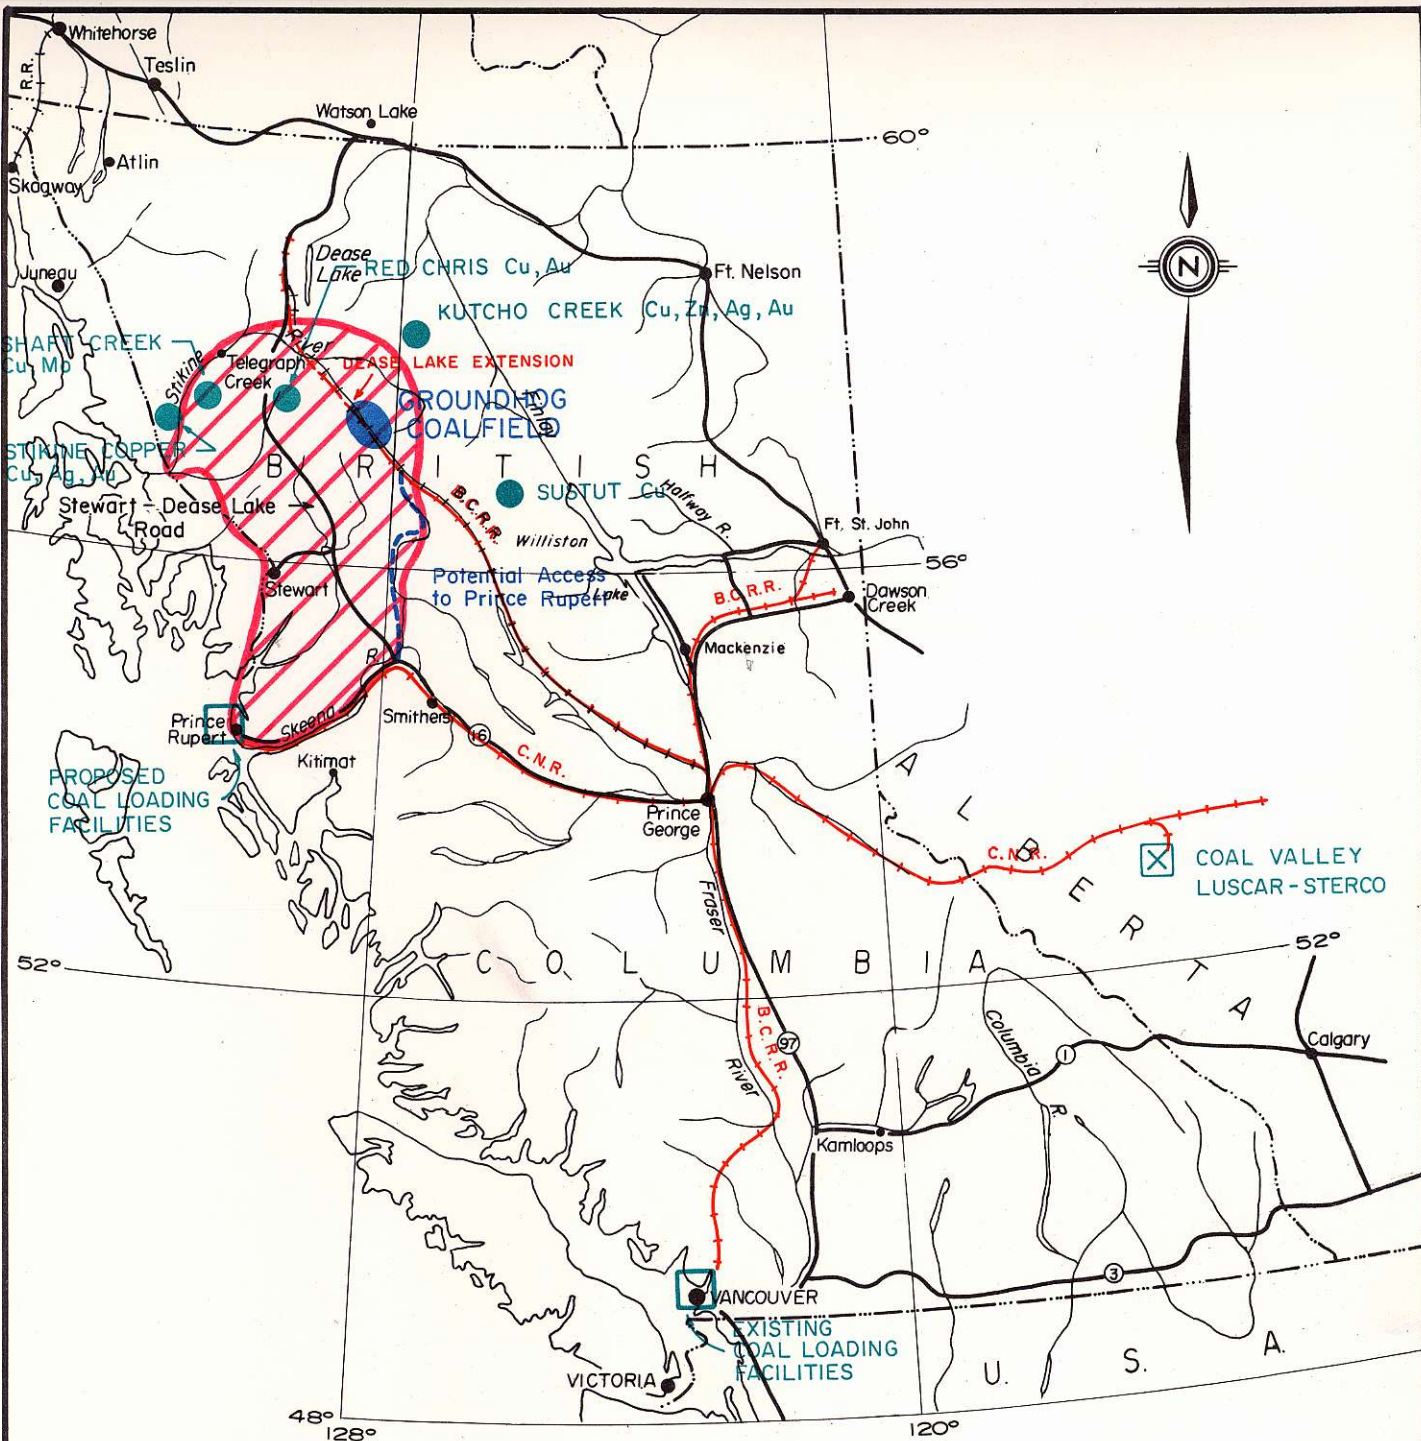 Whitehorse
R.R.
Teslin
Watson Lake
60°
Atlin
Skagway
N
Dease
Lake
RED CHRIS Cu, Au
Ft. Nelson
Juneau
KUTCHO CREEK Cu, Zn, Ag, Au
SHAFT CREEK
Cu, Mo
River
Stikine
Telegraph
Creek
DEASE LAKE EXTENSION
GROUNDHOG
COALFIELD
Finlay
STIKINE COPPER
Cu, Ag, Au
BRITISH
SUSTUT Cu
Stewart - Dease Lake
Road
B.C.R.R.
Halfway R.
Ft. St. John
Williston
Lake
56°
Potential Access
to Prince Rupert
Stewart
B.C.R.R.
Dawson
Creek
Mackenzie
R.
Skeena
Smithers
Prince
Rupert
16
C.N.R.
Kitimat
PROPOSED
COAL LOADING
FACILITIES
Prince
George
ALBERTA
C.N.R.
COAL VALLEY
LUSCAR-STERCO
Fraser
River
52°
COLUMBIA
52°
B.C.R.R.
97
Columbia
R.
1
Calgary
Kamloops
3
VANCOUVER
EXISTING
COAL LOADING
FACILITIES
VICTORIA
U.S.A.
48°
128°
120°